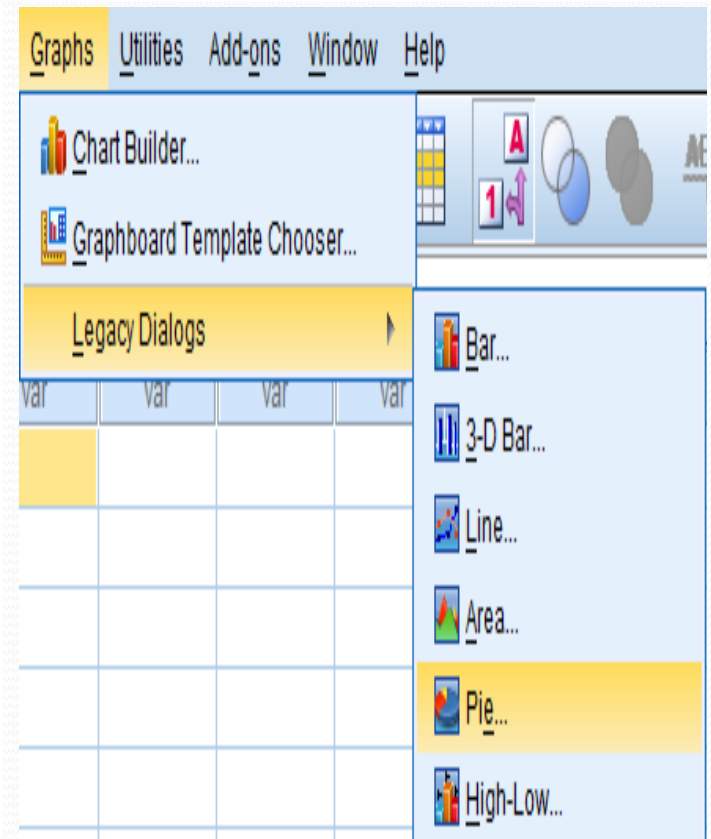 Graphs Utilities Add-ons Window Help
Chart Builder...
Graphboard Template Chooser...
Legacy Dialogs
A
1
var var var var
Bar...
3-D Bar...
Line...
Area...
Pie...
High-Low...